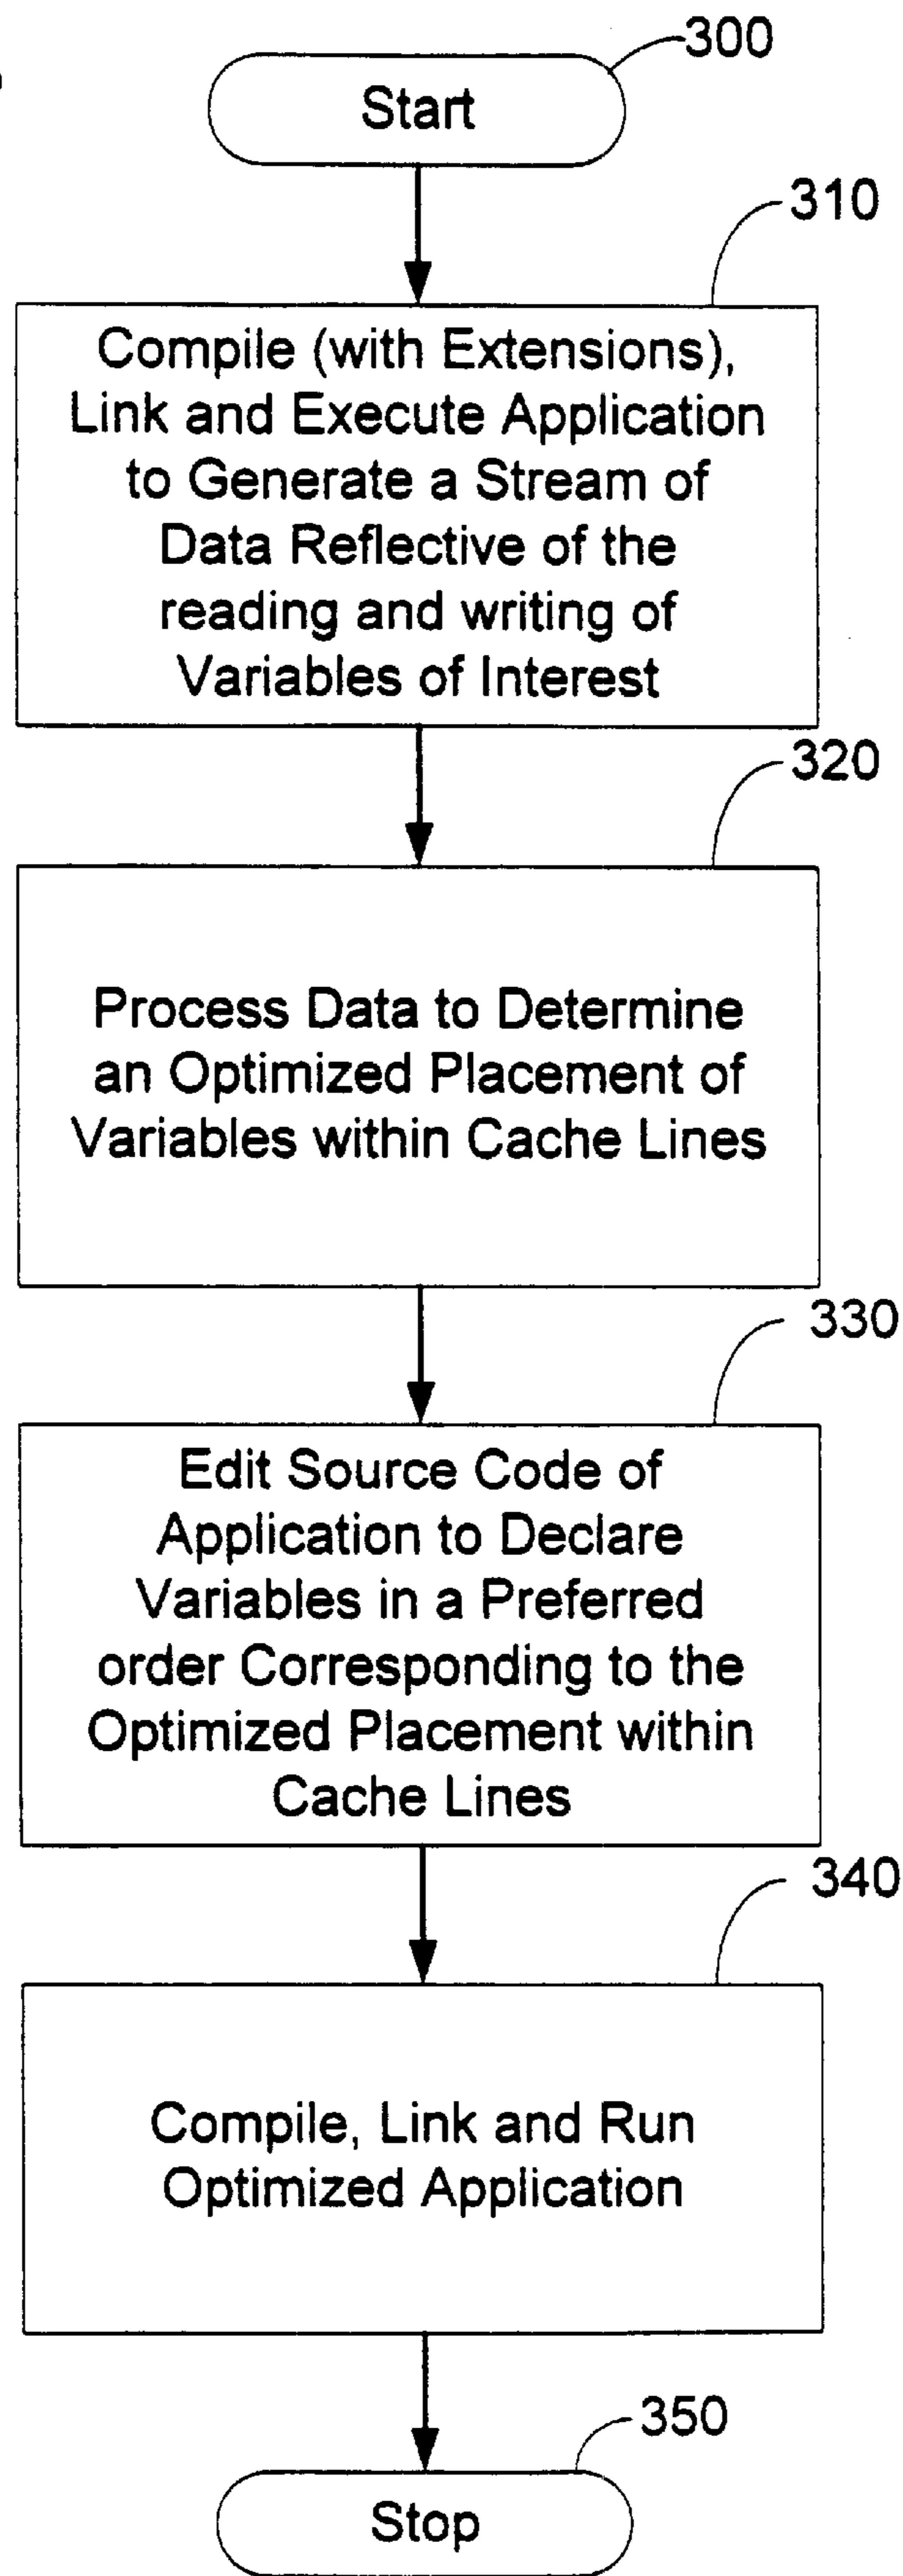 300
Start
310
Compile (with Extensions),
Link and Execute Application
to Generate a Stream of
Data Reflective of the
reading and writing of
Variables of Interest
320
Process Data to Determine
an Optimized Placement of
Variables within Cache Lines
330
Edit Source Code of
Application to Declare
Variables in a Preferred
order Corresponding to the
Optimized Placement within
Cache Lines
340
Compile, Link and Run
Optimized Application
350
Stop